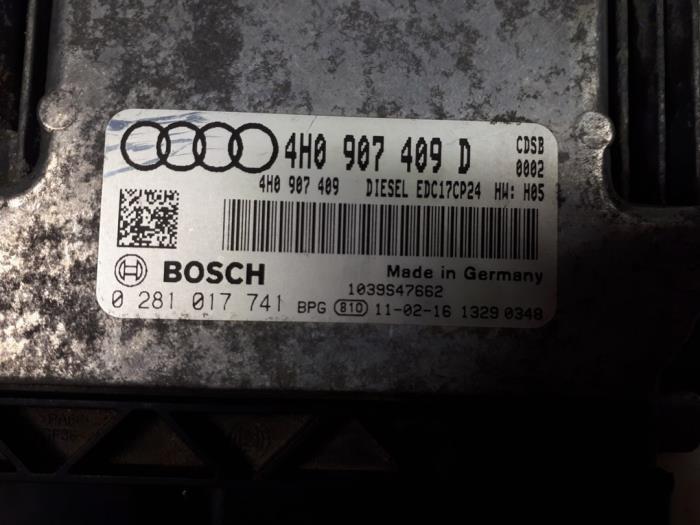 4H0 907 409 D CDSB
0002
4H0 907 409 DIESEL EDC17CP24 HW: H05
BOSCH Made in Germany
1039S47662
0 281 017 741 BPG 810 11-02-16 1329 0348